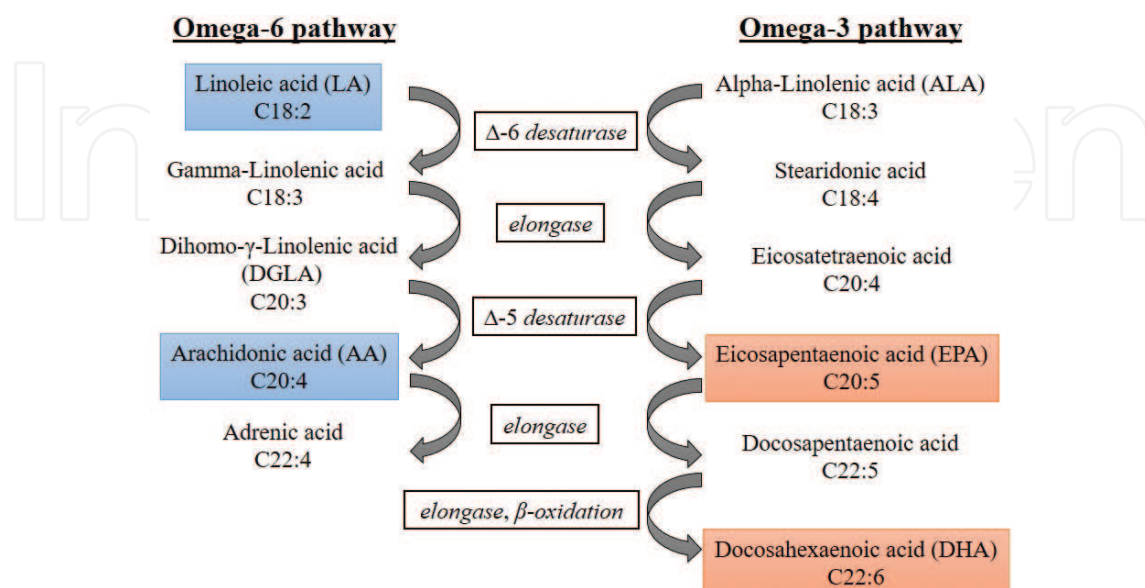 Omega-6 pathway
Omega-3 pathway
Linoleic acid (LA)
C18:2
Alpha-Linolenic acid (ALA)
C18:3
Δ-6 desaturase
Gamma-Linolenic acid
C18:3
Stearidonic acid
C18:4
elongase
Dihomo-γ-Linolenic acid
(DGLA)
C20:3
Eicosatetraenoic acid
C20:4
Δ-5 desaturase
Arachidonic acid (AA)
C20:4
Eicosapentaenoic acid (EPA)
C20:5
elongase
Adrenic acid
C22:4
Docosapentaenoic acid
C22:5
elongase, β-oxidation
Docosahexaenoic acid (DHA)
C22:6